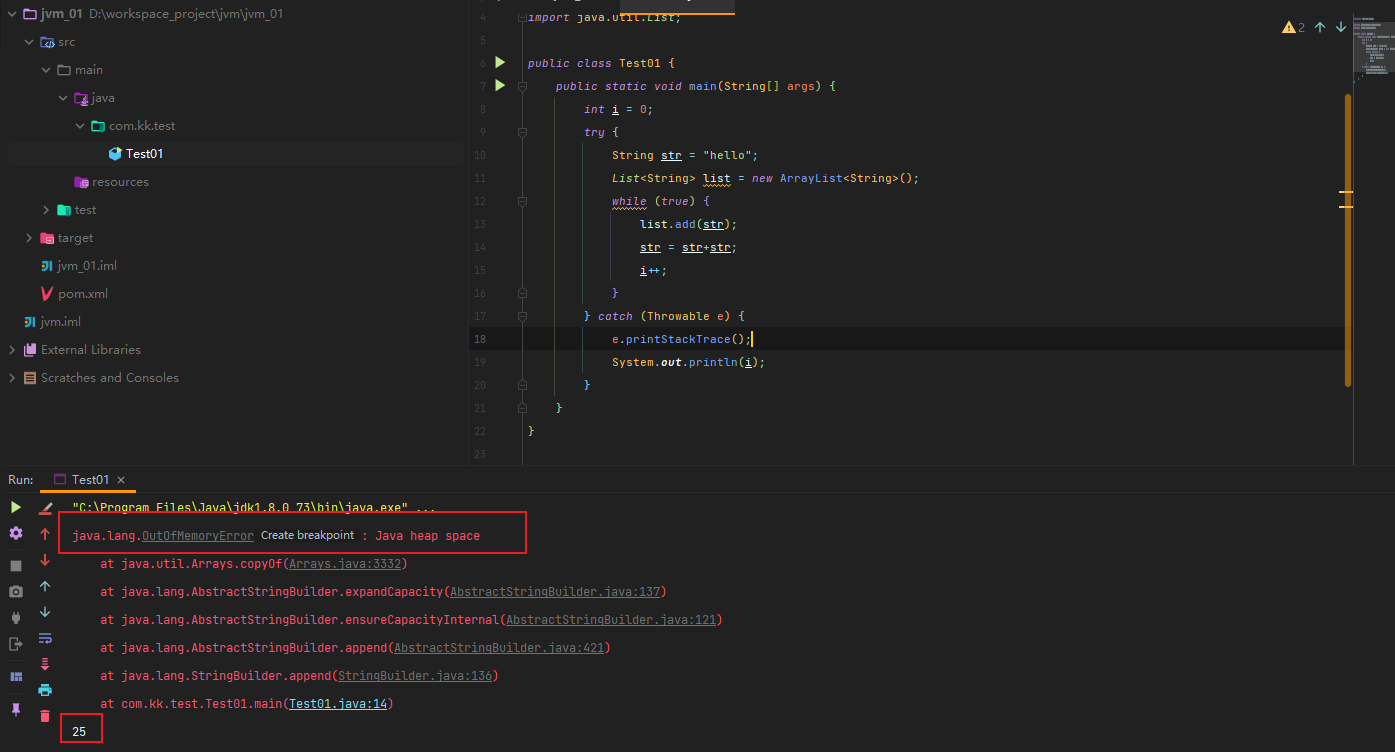 jvm_01 D:\workspace_project\jvm\jvm_01
src
main
java
com.kk.test
Test01
resources
test
target
jvm_01.iml
pom.xml
jvm.iml
External Libraries
Scratches and Consoles
2
4 import java.util.List;
5
6 public class Test01 {
7 public static void main(String[] args) {
8 int i = 0;
9 try {
10 String str = "hello";
11 List<String> list = new ArrayList<String>();
12 while (true) {
13 list.add(str);
14 str = str+str;
15 i++;
16 }
17 } catch (Throwable e) {
18 e.printStackTrace();
19 System.out.println(i);
20 }
21 }
22 }
23
Run: Test01 ×
"C:\Program Files\Java\jdk1.8.0_73\bin\java.exe" ...
java.lang.OutOfMemoryError Create breakpoint : Java heap space
at java.util.Arrays.copyOf(Arrays.java:3332)
at java.lang.AbstractStringBuilder.expandCapacity(AbstractStringBuilder.java:137)
at java.lang.AbstractStringBuilder.ensureCapacityInternal(AbstractStringBuilder.java:121)
at java.lang.AbstractStringBuilder.append(AbstractStringBuilder.java:421)
at java.lang.StringBuilder.append(StringBuilder.java:136)
at com.kk.test.Test01.main(Test01.java:14)
25